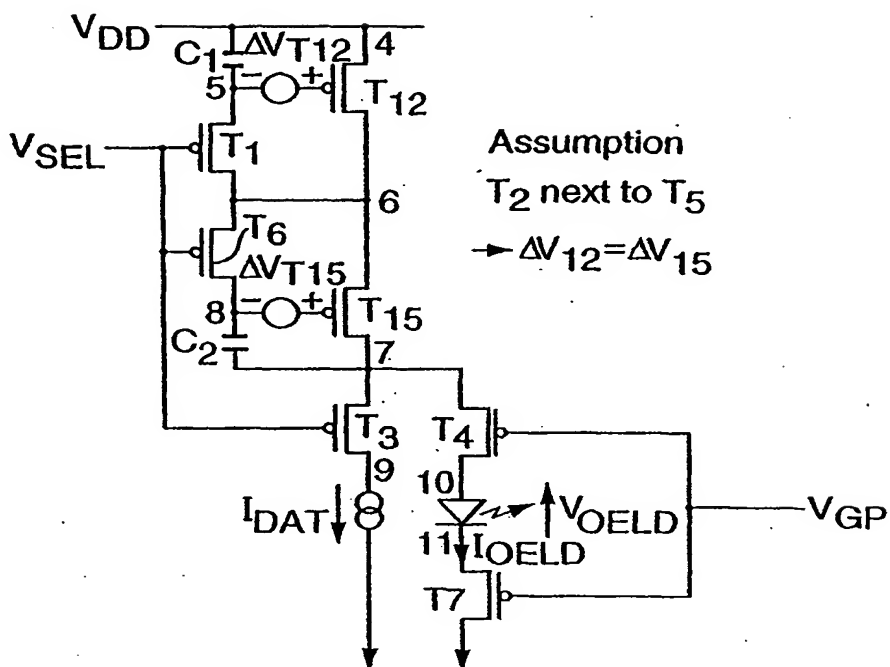 VDD
C1
ΔVT12
4
5
− +
T12
VSEL
T1
Assumption
T2 next to T5
→ ΔV12=ΔV15
6
T6
ΔVT15
8
− +
T15
C2
7
T3
T4
9
10
IDAT
VOELD
VGP
11
IOELD
T7